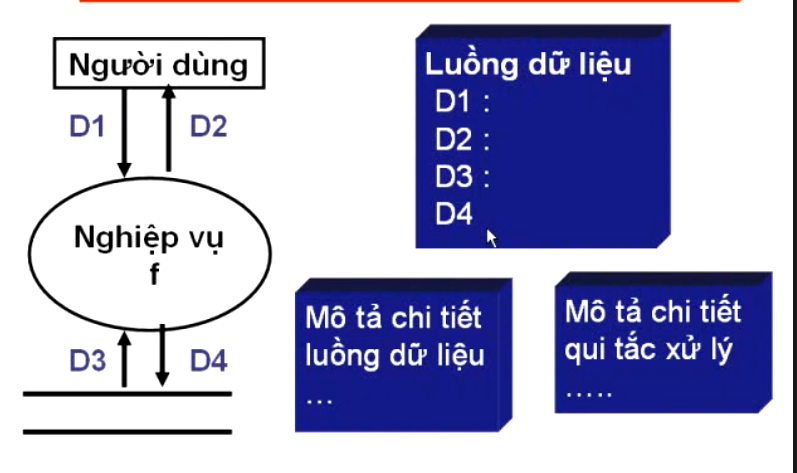 Người dùng
D1
D2
Nghiệp vụ
f
D3
D4
Luồng dữ liệu
D1 :
D2 :
D3 :
D4
Mô tả chi tiết
luồng dữ liệu
...
Mô tả chi tiết
qui tắc xử lý
.....